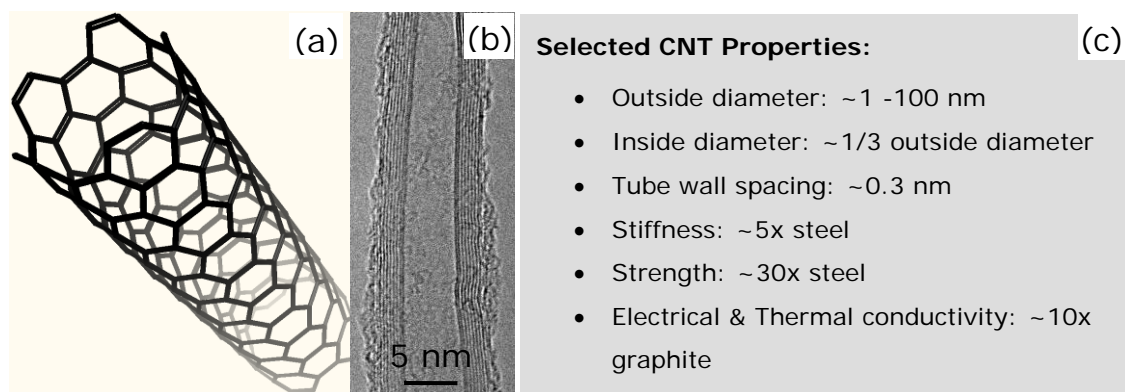 (a)
(b)
5 nm
(c)
Selected CNT Properties:
• Outside diameter: ~1 -100 nm
• Inside diameter: ~1/3 outside diameter
• Tube wall spacing: ~0.3 nm
• Stiffness: ~5x steel
• Strength: ~30x steel
• Electrical & Thermal conductivity: ~10x
graphite